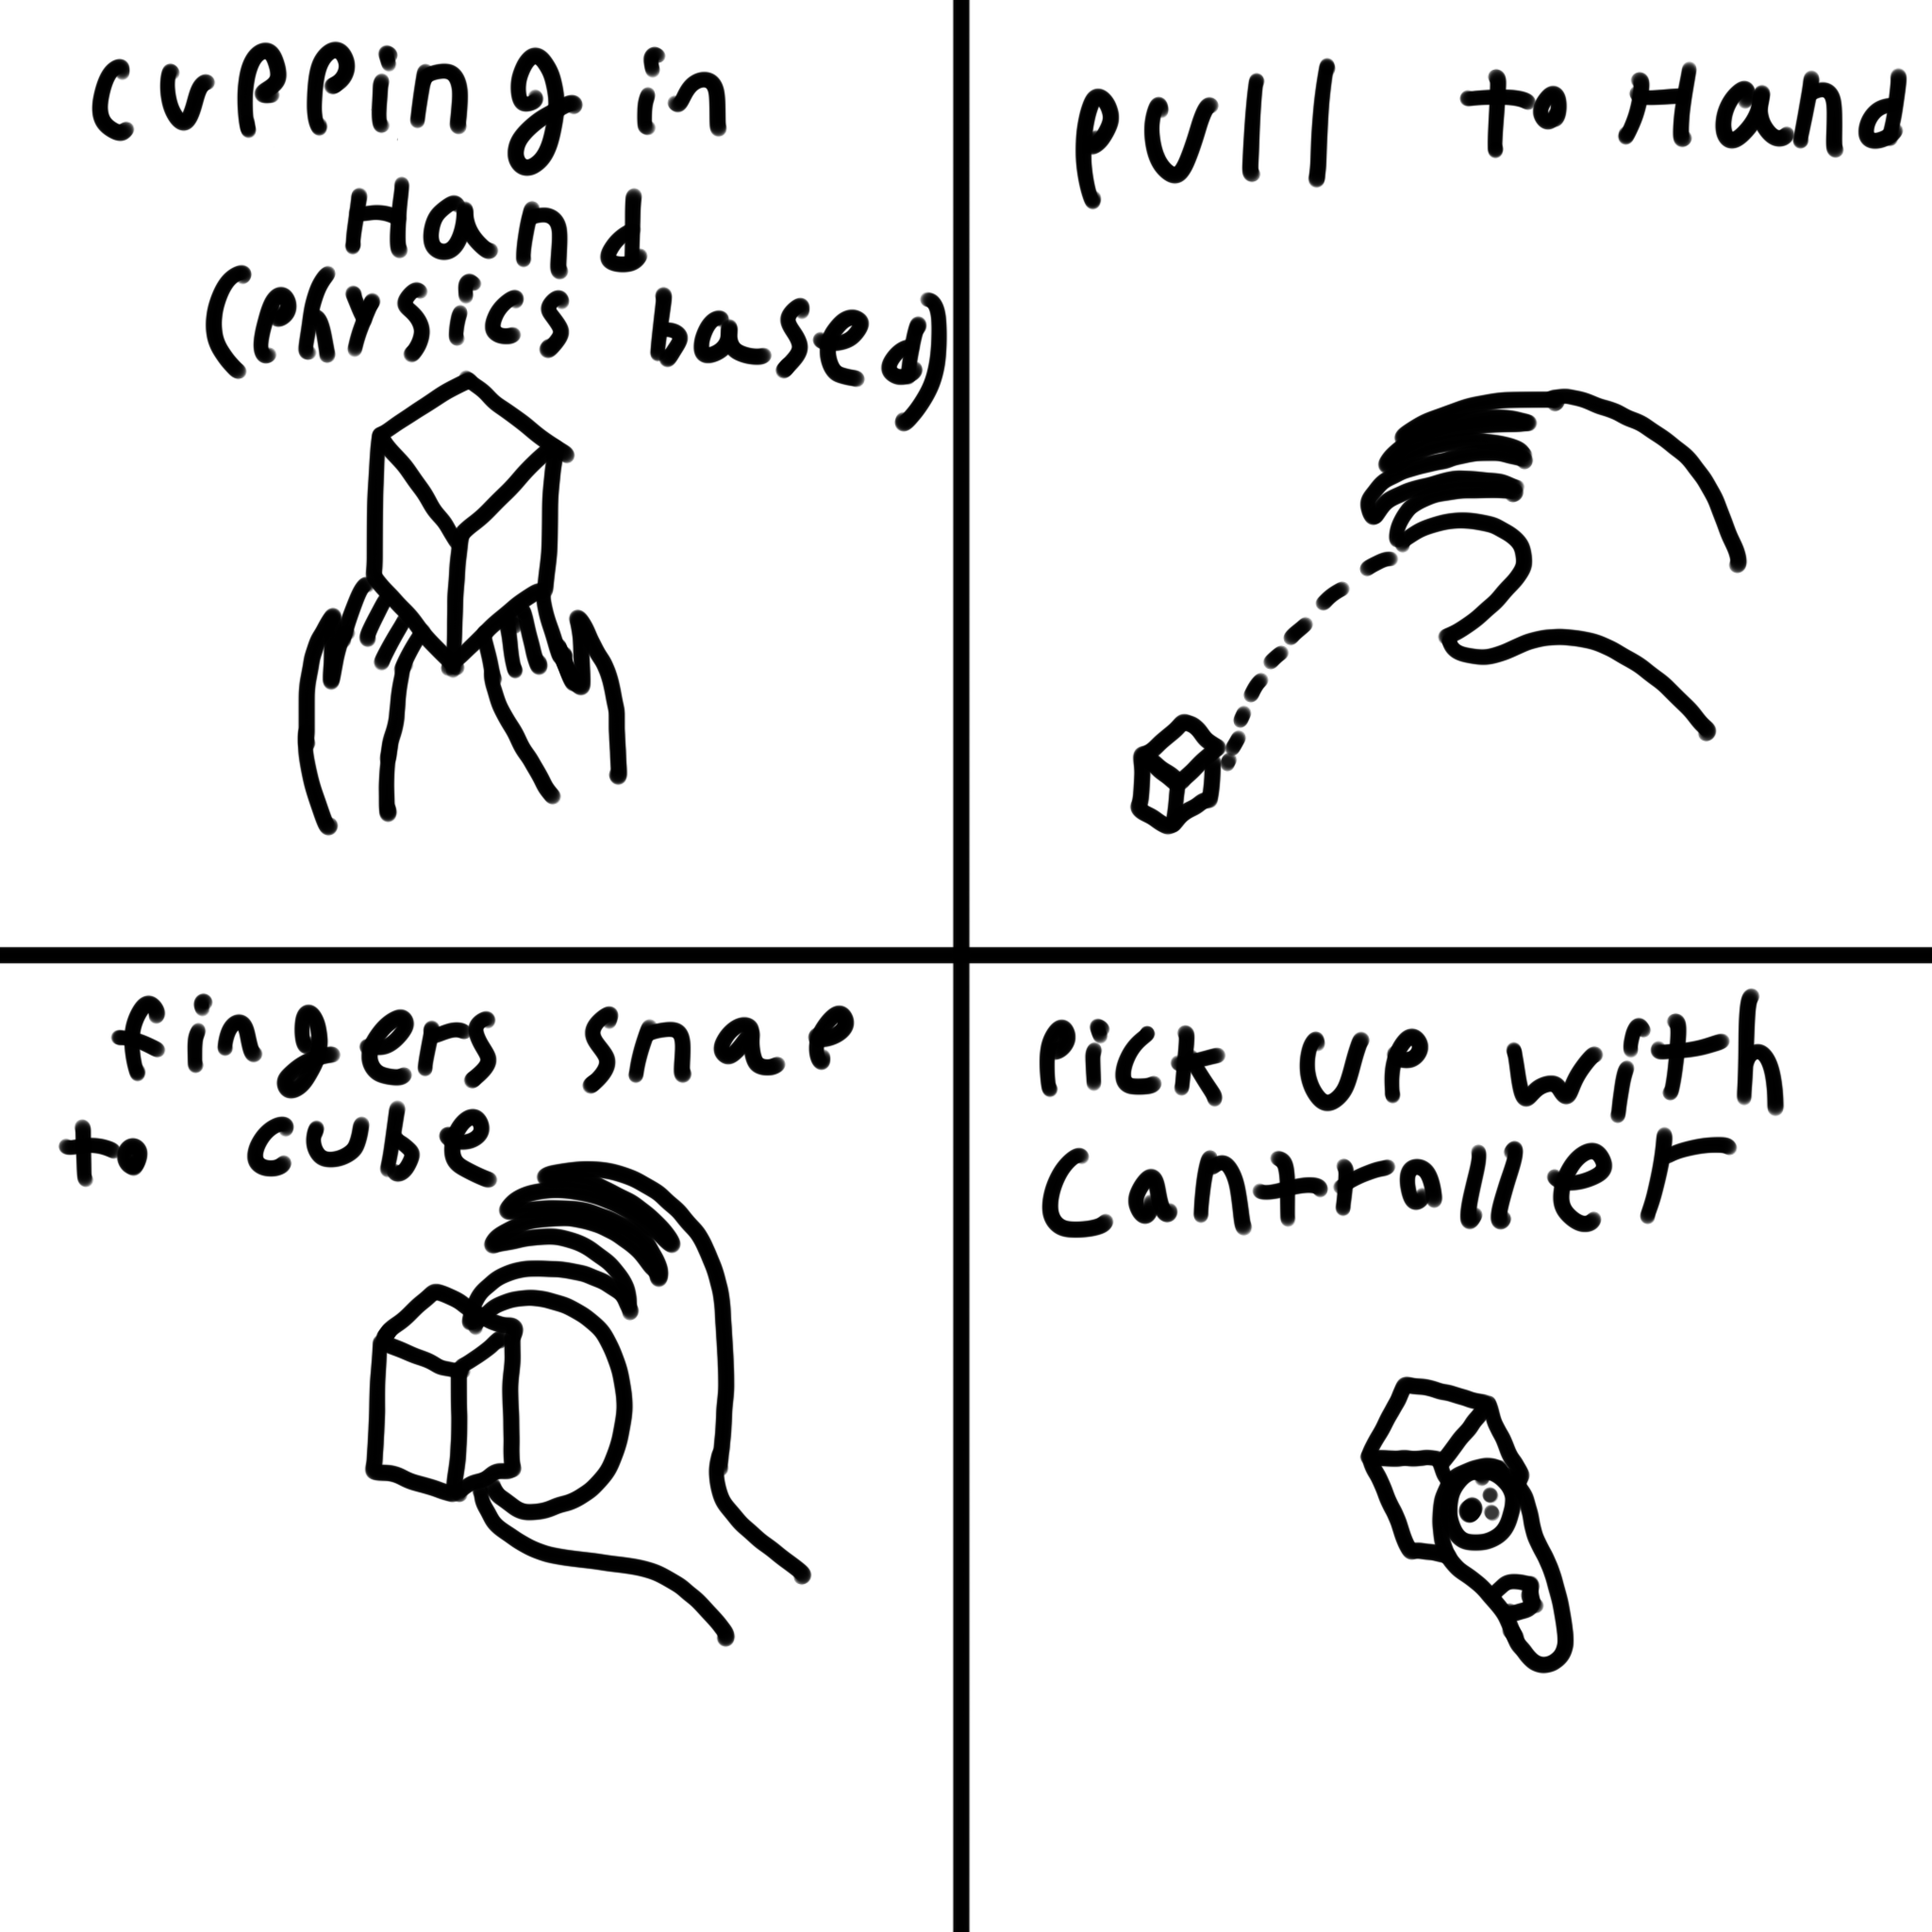 cupping in
Hand
(physics based)
pull to Hand
fingers snap
to cube
pick up with
Cantroller